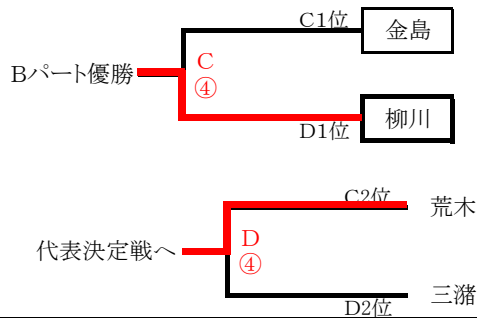 C1位
金島
Bパート優勝
C
④
柳川
D1位
C2位
荒木
代表決定戦へ
D
④
三潴
D2位